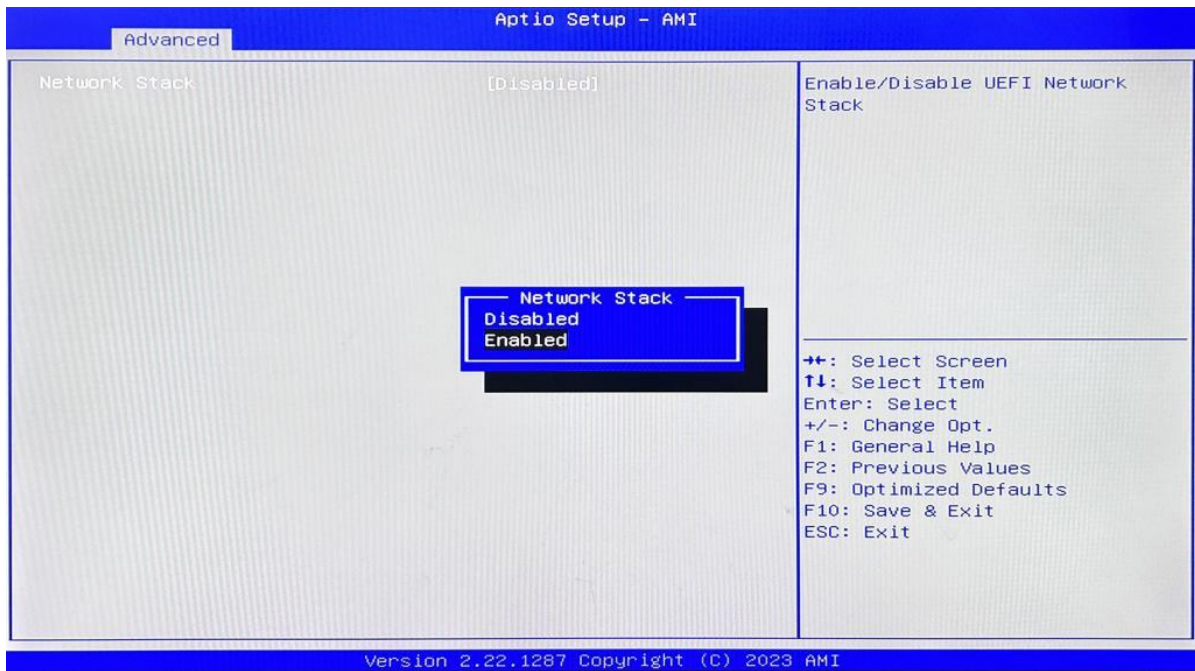 Aptio Setup – AMI
Advanced
Network Stack [Disabled]
Enable/Disable UEFI Network
Stack
Network Stack
Disabled
Enabled
→←: Select Screen
↑↓: Select Item
Enter: Select
+/-: Change Opt.
F1: General Help
F2: Previous Values
F9: Optimized Defaults
F10: Save & Exit
ESC: Exit
Version 2.22.1287 Copyright (C) 2023 AMI